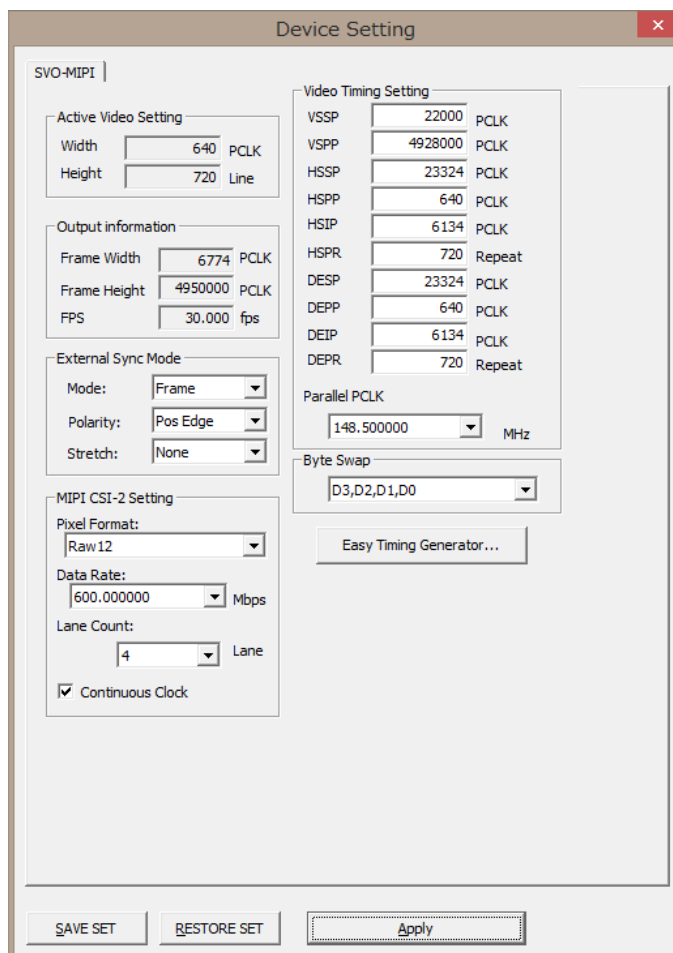 Device Setting
SVO-MIPI
Active Video Setting
Width 640 PCLK
Height 720 Line
Output information
Frame Width 6774 PCLK
Frame Height 4950000 PCLK
FPS 30.000 fps
External Sync Mode
Mode: Frame
Polarity: Pos Edge
Stretch: None
MIPI CSI-2 Setting
Pixel Format:
Raw12
Data Rate:
600.000000 Mbps
Lane Count:
4 Lane
Continuous Clock
Video Timing Setting
VSSP 22000 PCLK
VSPP 4928000 PCLK
HSSP 23324 PCLK
HSPP 640 PCLK
HSIP 6134 PCLK
HSPR 720 Repeat
DESP 23324 PCLK
DEPP 640 PCLK
DEIP 6134 PCLK
DEPR 720 Repeat
Parallel PCLK
148.500000 MHz
Byte Swap
D3,D2,D1,D0
Easy Timing Generator...
SAVE SET RESTORE SET Apply